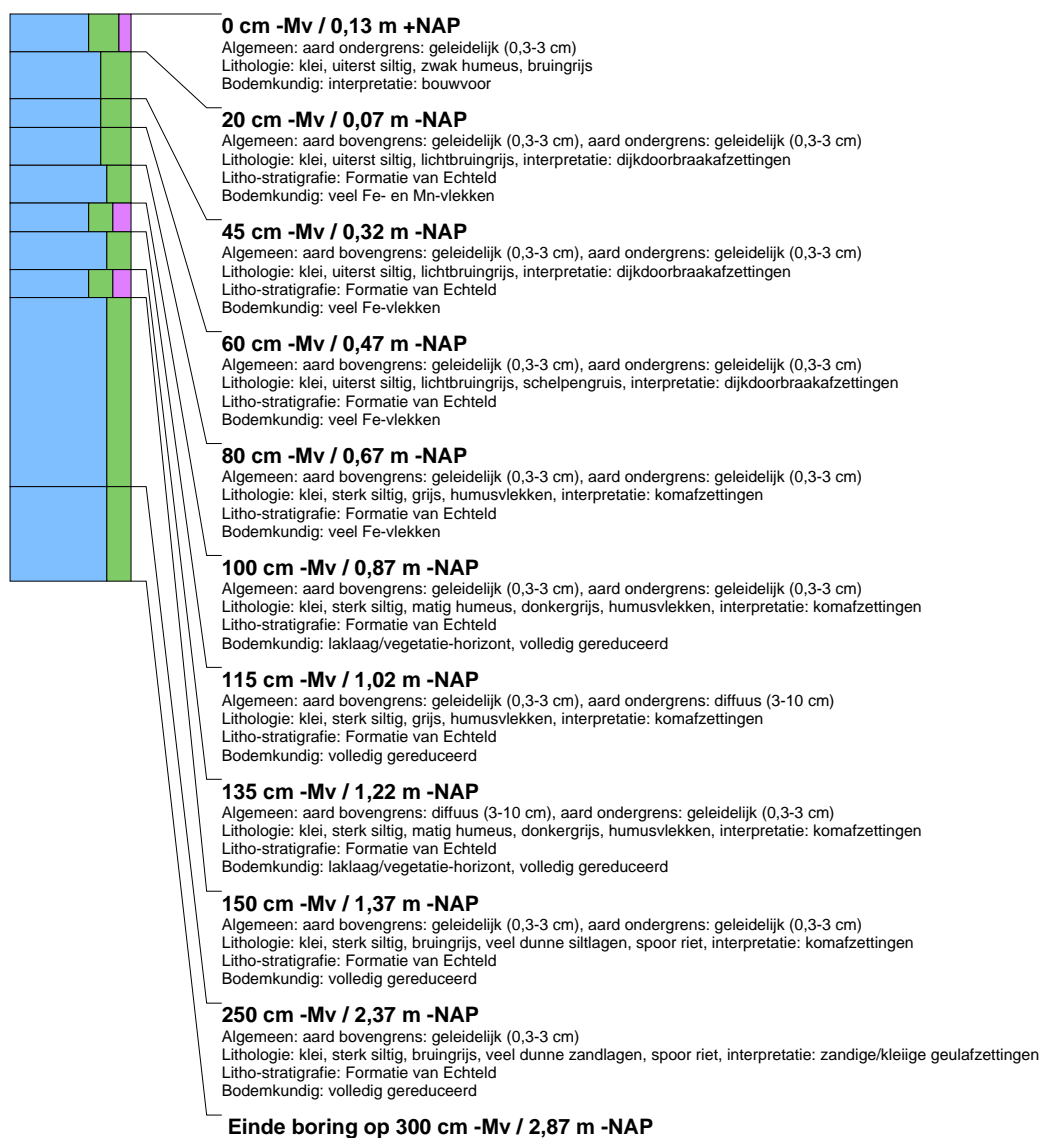 0 cm -Mv / 0,13 m +NAP
Algemeen: aard ondergrens: geleidelijk (0,3-3 cm)
Lithologie: klei, uiterst siltig, zwak humeus, bruingrijs
Bodemkundig: interpretatie: bouwvoor
20 cm -Mv / 0,07 m -NAP
Algemeen: aard bovengrens: geleidelijk (0,3-3 cm), aard ondergrens: geleidelijk (0,3-3 cm)
Lithologie: klei, uiterst siltig, lichtbruingrijs, interpretatie: dijkdoorbraakafzettingen
Litho-stratigrafie: Formatie van Echteld
Bodemkundig: veel Fe- en Mn-vlekken
45 cm -Mv / 0,32 m -NAP
Algemeen: aard bovengrens: geleidelijk (0,3-3 cm), aard ondergrens: geleidelijk (0,3-3 cm)
Lithologie: klei, uiterst siltig, lichtbruingrijs, interpretatie: dijkdoorbraakafzettingen
Litho-stratigrafie: Formatie van Echteld
Bodemkundig: veel Fe-vlekken
60 cm -Mv / 0,47 m -NAP
Algemeen: aard bovengrens: geleidelijk (0,3-3 cm), aard ondergrens: geleidelijk (0,3-3 cm)
Lithologie: klei, uiterst siltig, lichtbruingrijs, schelpengruis, interpretatie: dijkdoorbraakafzettingen
Litho-stratigrafie: Formatie van Echteld
Bodemkundig: veel Fe-vlekken
80 cm -Mv / 0,67 m -NAP
Algemeen: aard bovengrens: geleidelijk (0,3-3 cm), aard ondergrens: geleidelijk (0,3-3 cm)
Lithologie: klei, sterk siltig, grijs, humusvlekken, interpretatie: komafzettingen
Litho-stratigrafie: Formatie van Echteld
Bodemkundig: veel Fe-vlekken
100 cm -Mv / 0,87 m -NAP
Algemeen: aard bovengrens: geleidelijk (0,3-3 cm), aard ondergrens: geleidelijk (0,3-3 cm)
Lithologie: klei, sterk siltig, matig humeus, donkergrijs, humusvlekken, interpretatie: komafzettingen
Litho-stratigrafie: Formatie van Echteld
Bodemkundig: laklaag/vegetatie-horizont, volledig gereduceerd
115 cm -Mv / 1,02 m -NAP
Algemeen: aard bovengrens: geleidelijk (0,3-3 cm), aard ondergrens: diffuus (3-10 cm)
Lithologie: klei, sterk siltig, grijs, humusvlekken, interpretatie: komafzettingen
Litho-stratigrafie: Formatie van Echteld
Bodemkundig: volledig gereduceerd
135 cm -Mv / 1,22 m -NAP
Algemeen: aard bovengrens: diffuus (3-10 cm), aard ondergrens: geleidelijk (0,3-3 cm)
Lithologie: klei, sterk siltig, matig humeus, donkergrijs, humusvlekken, interpretatie: komafzettingen
Litho-stratigrafie: Formatie van Echteld
Bodemkundig: laklaag/vegetatie-horizont, volledig gereduceerd
150 cm -Mv / 1,37 m -NAP
Algemeen: aard bovengrens: geleidelijk (0,3-3 cm), aard ondergrens: geleidelijk (0,3-3 cm)
Lithologie: klei, sterk siltig, bruingrijs, veel dunne siltlagen, spoor riet, interpretatie: komafzettingen
Litho-stratigrafie: Formatie van Echteld
Bodemkundig: volledig gereduceerd
250 cm -Mv / 2,37 m -NAP
Algemeen: aard bovengrens: geleidelijk (0,3-3 cm)
Lithologie: klei, sterk siltig, bruingrijs, veel dunne zandlagen, spoor riet, interpretatie: zandige/kleiige geulafzettingen
Litho-stratigrafie: Formatie van Echteld
Bodemkundig: volledig gereduceerd
Einde boring op 300 cm -Mv / 2,87 m -NAP